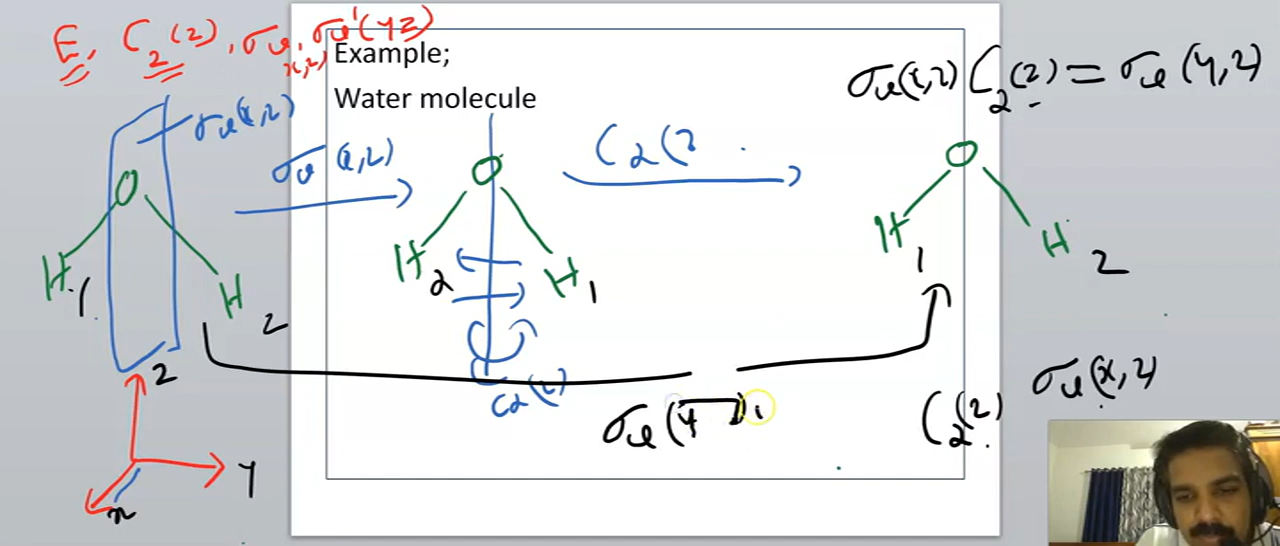 E, C2(z), σv(x,z), σv'(yz)
Example;
Water molecule
σv(x,z) C2(z) = σv(y,z)
σv(x,z)
σv(x,z)
C2(z
O
H1
H2
O
H2
H1
O
H1
H2
C2(z)
σv(y z)
C2(z) σv(x,z)
z
y
x